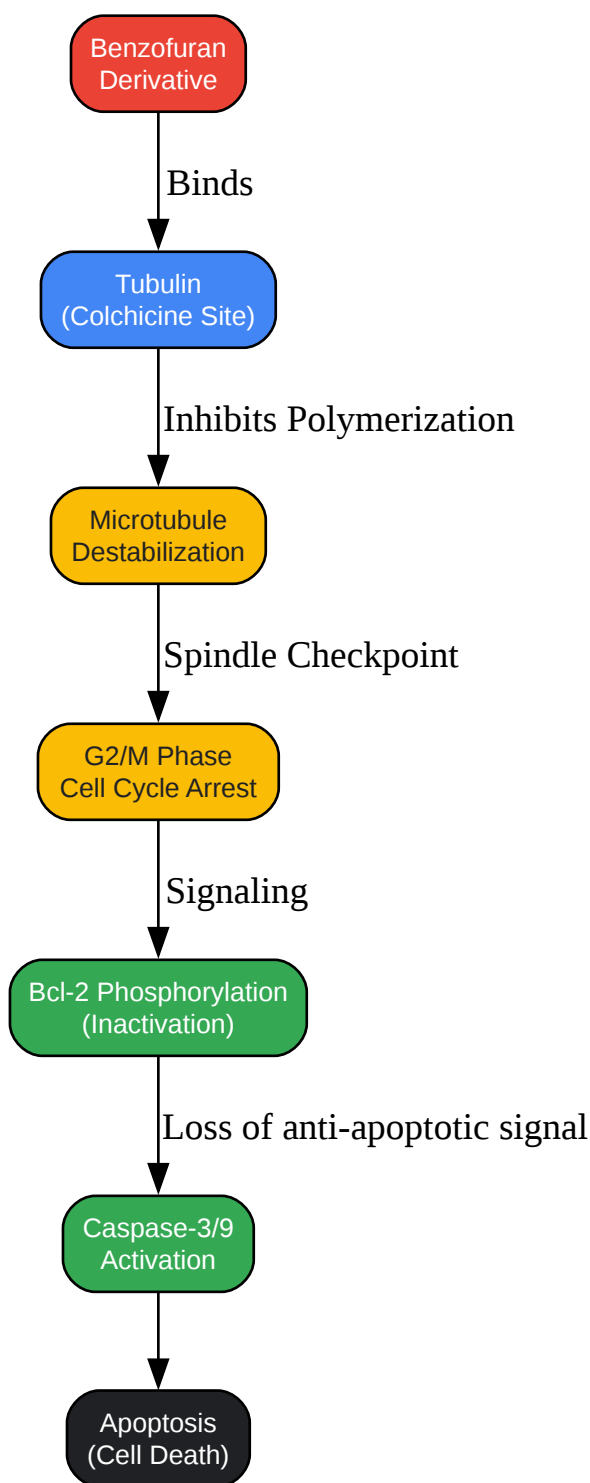 Benzofuran
Derivative
Binds
Tubulin
(Colchicine Site)
Inhibits Polymerization
Microtubule
Destabilization
Spindle Checkpoint
G2/M Phase
Cell Cycle Arrest
Signaling
Bcl-2 Phosphorylation
(Inactivation)
Loss of anti-apoptotic signal
Caspase-3/9
Activation
Apoptosis
(Cell Death)